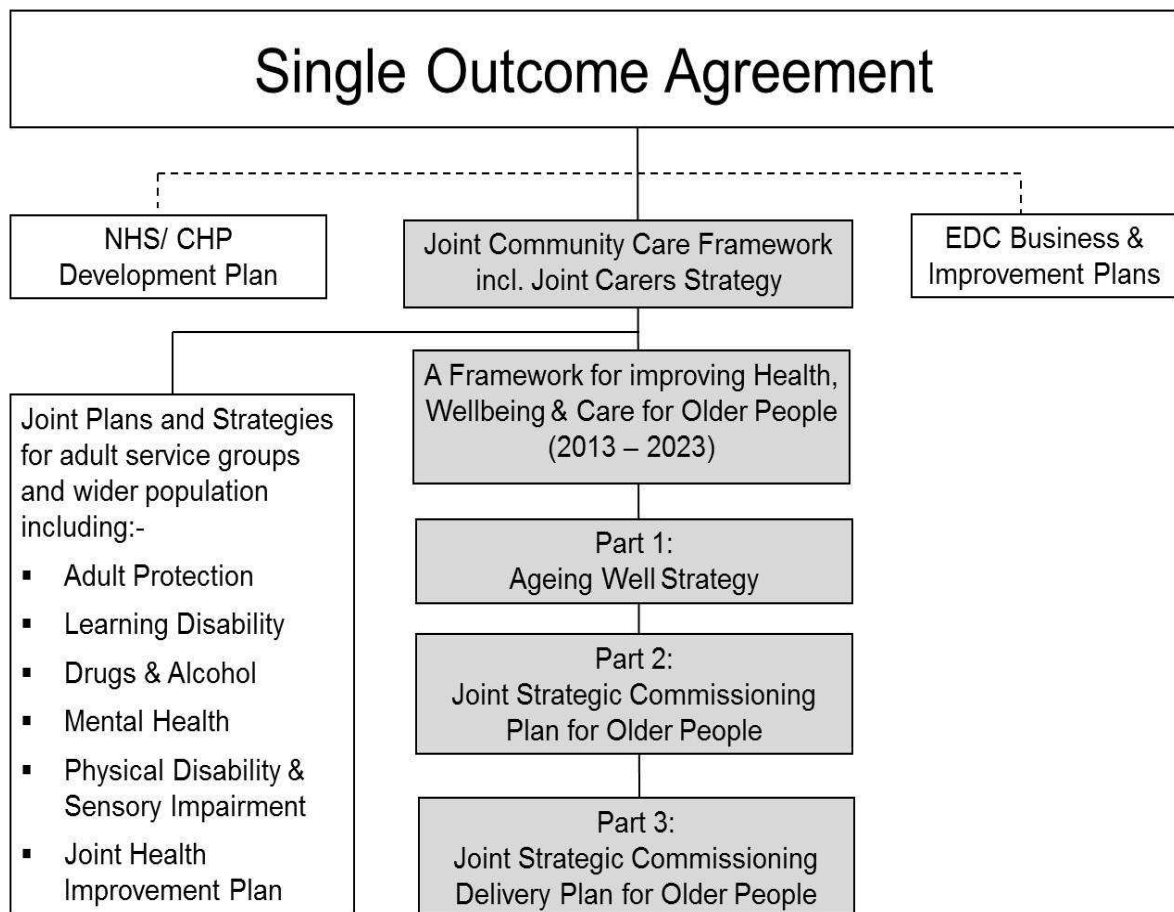 Single Outcome Agreement
NHS/ CHP
Development Plan
Joint Community Care Framework
incl. Joint Carers Strategy
EDC Business &
Improvement Plans
Joint Plans and Strategies
for adult service groups
and wider population
including:-
▪ Adult Protection
▪ Learning Disability
▪ Drugs & Alcohol
▪ Mental Health
▪ Physical Disability &
Sensory Impairment
▪ Joint Health
Improvement Plan
A Framework for improving Health,
Wellbeing & Care for Older People
(2013 – 2023)
Part 1:
Ageing Well Strategy
Part 2:
Joint Strategic Commissioning
Plan for Older People
Part 3:
Joint Strategic Commissioning
Delivery Plan for Older People